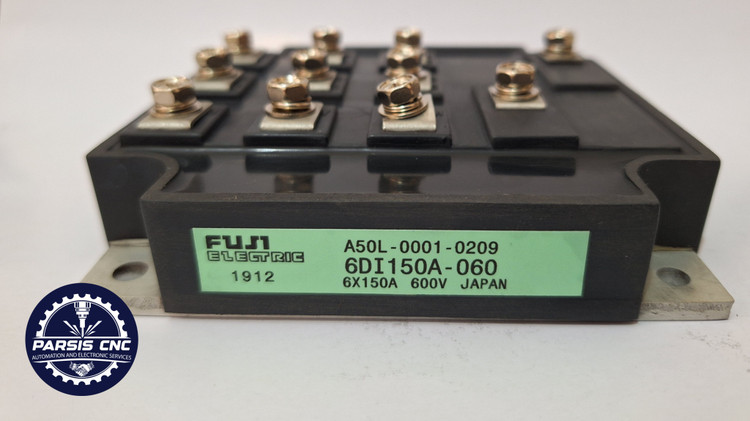 FUJI
ELECTRIC
1912
A50L-0001-0209
6DI150A-060
6X150A 600V JAPAN
PARSIS CNC
AUTOMATION AND ELECTRONIC SERVICES